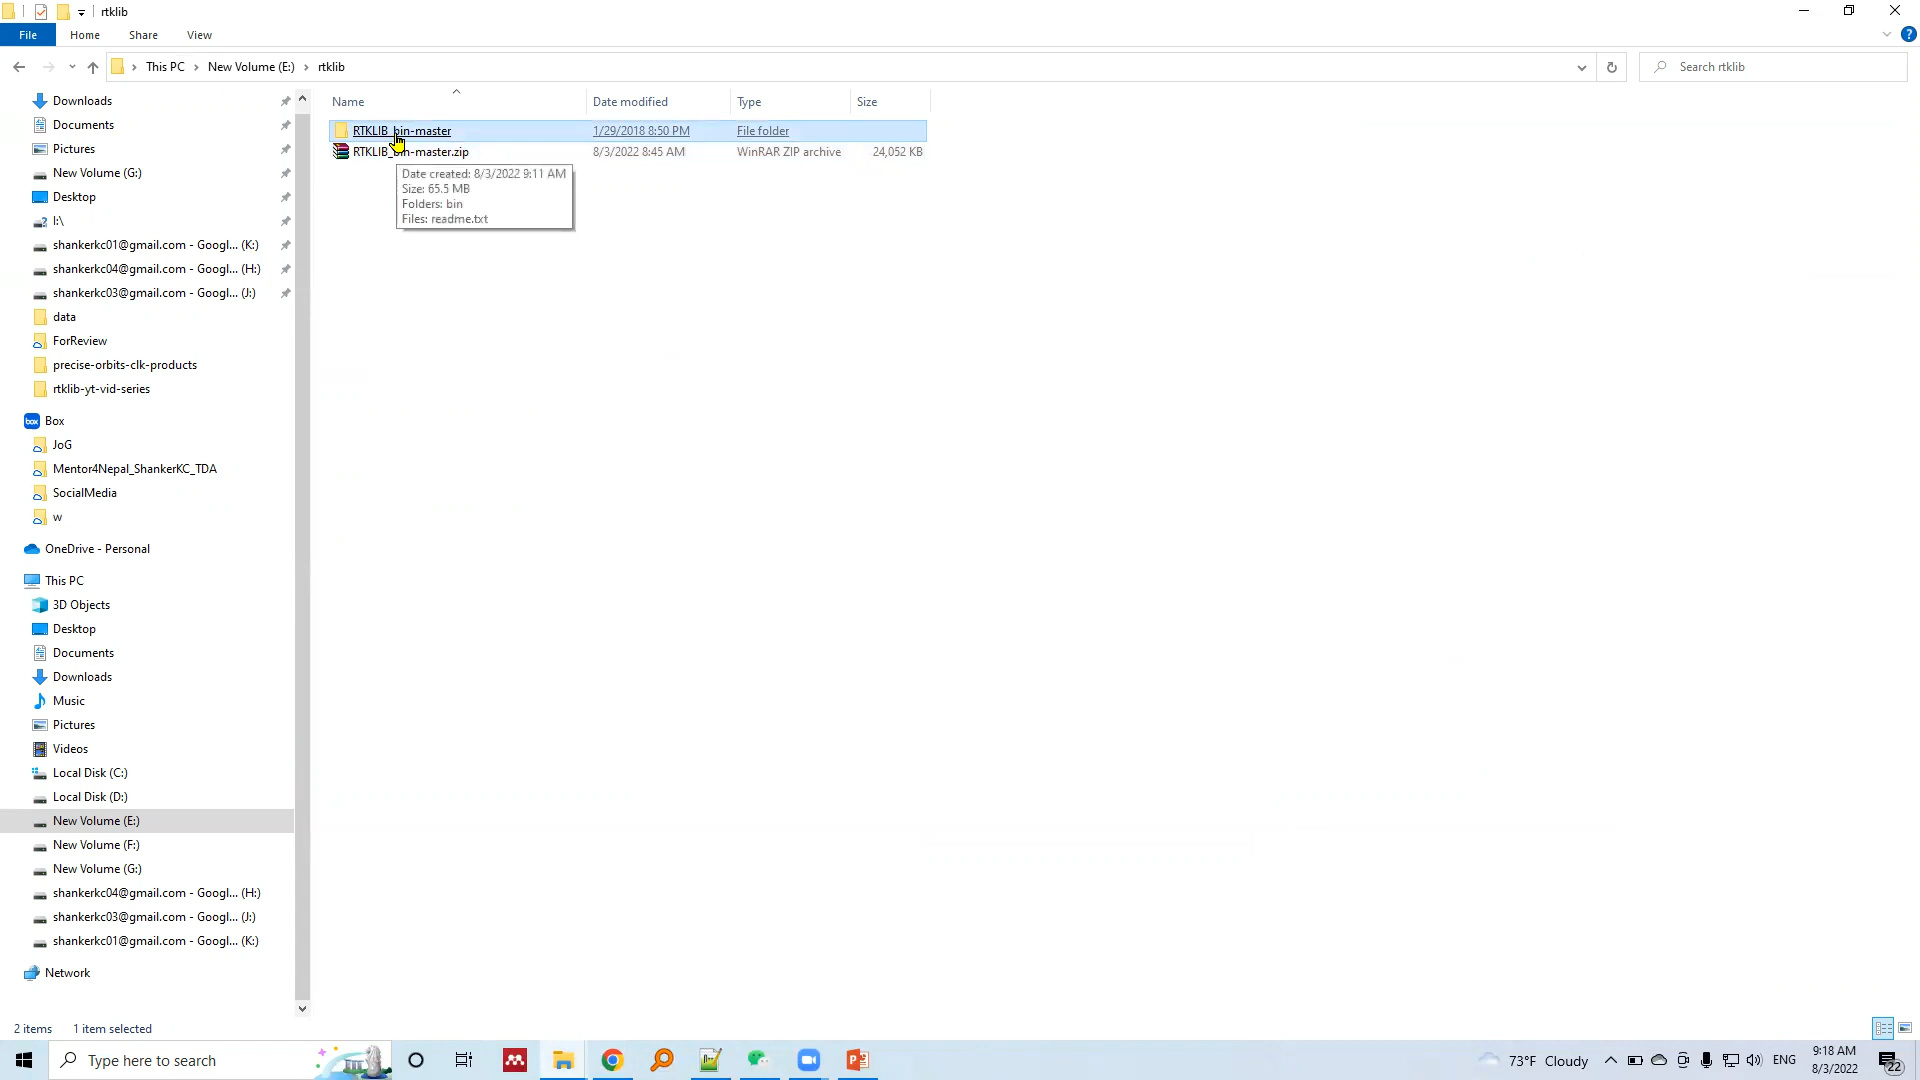 rtklib
File Home Share View
This PC New Volume (E:) rtklib
Search rtklib
Name Date modified Type Size
RTKLIB_bin-master 1/29/2018 8:50 PM File folder
RTKLIB_bin-master.zip 8/3/2022 8:45 AM WinRAR ZIP archive 24,052 KB
Date created: 8/3/2022 9:11 AM
Size: 65.5 MB
Folders: bin
Files: readme.txt
Downloads
Documents
Pictures
New Volume (G:)
Desktop
I:\
shankerkc01@gmail.com - Googl... (K:)
shankerkc04@gmail.com - Googl... (H:)
shankerkc03@gmail.com - Googl... (J:)
data
ForReview
precise-orbits-clk-products
rtklib-yt-vid-series
box Box
JoG
Mentor4Nepal_ShankerKC_TDA
SocialMedia
w
OneDrive - Personal
This PC
3D Objects
Desktop
Documents
Downloads
Music
Pictures
Videos
Local Disk (C:)
Local Disk (D:)
New Volume (E:)
New Volume (F:)
New Volume (G:)
shankerkc04@gmail.com - Googl... (H:)
shankerkc03@gmail.com - Googl... (J:)
shankerkc01@gmail.com - Googl... (K:)
Network
2 items 1 item selected
Type here to search
73°F Cloudy
ENG
9:18 AM
8/3/2022
22